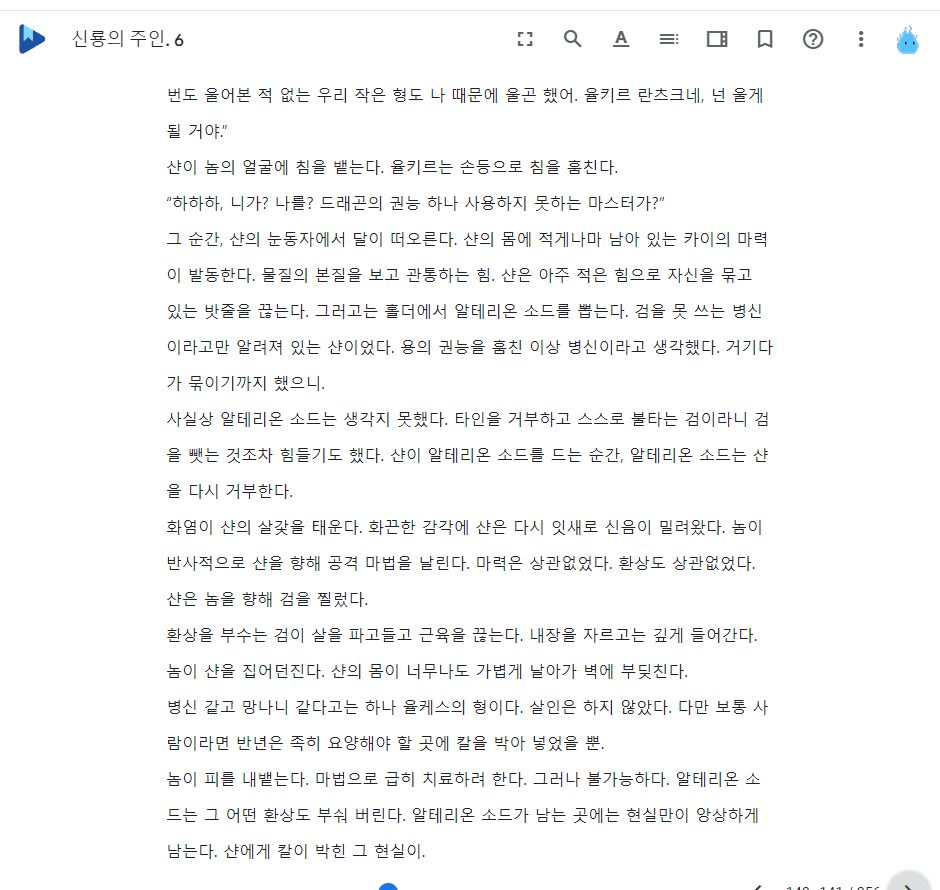 신룡의 주인. 6
번도 울어본 적 없는 우리 작은 형도 나 때문에 울곤 했어. 율키르 란츠크네, 넌 울게
될 거야.”
샨이 놈의 얼굴에 침을 뱉는다. 율키르는 손등으로 침을 훔친다.
“하하하, 니가? 나를? 드래곤의 권능 하나 사용하지 못하는 마스터가?”
그 순간, 샨의 눈동자에서 달이 떠오른다. 샨의 몸에 적게나마 남아 있는 카이의 마력
이 발동한다. 물질의 본질을 보고 관통하는 힘. 샨은 아주 적은 힘으로 자신을 묶고
있는 밧줄을 끊는다. 그러고는 홀더에서 알테리온 소드를 뽑는다. 검을 못 쓰는 병신
이라고만 알려져 있는 샨이었다. 용의 권능을 훔친 이상 병신이라고 생각했다. 거기다
가 묶이기까지 했으니.
사실상 알테리온 소드는 생각지 못했다. 타인을 거부하고 스스로 불타는 검이라니 검
을 뺏는 것조차 힘들기도 했다. 샨이 알테리온 소드를 드는 순간, 알테리온 소드는 샨
을 다시 거부한다.
화염이 샨의 살갗을 태운다. 화끈한 감각에 샨은 다시 잇새로 신음이 밀려왔다. 놈이
반사적으로 샨을 향해 공격 마법을 날린다. 마력은 상관없었다. 환상도 상관없었다.
샨은 놈을 향해 검을 찔렀다.
환상을 부수는 검이 살을 파고들고 근육을 끊는다. 내장을 자르고는 깊게 들어간다.
놈이 샨을 집어던진다. 샨의 몸이 너무나도 가볍게 날아가 벽에 부딪친다.
병신 같고 망나니 같다고는 하나 율케스의 형이다. 살인은 하지 않았다. 다만 보통 사
람이라면 반년은 족히 요양해야 할 곳에 칼을 박아 넣었을 뿐.
놈이 피를 내뱉는다. 마법으로 급히 치료하려 한다. 그러나 불가능하다. 알테리온 소
드는 그 어떤 환상도 부숴 버린다. 알테리온 소드가 남는 곳에는 현실만이 앙상하게
남는다. 샨에게 칼이 박힌 그 현실이.